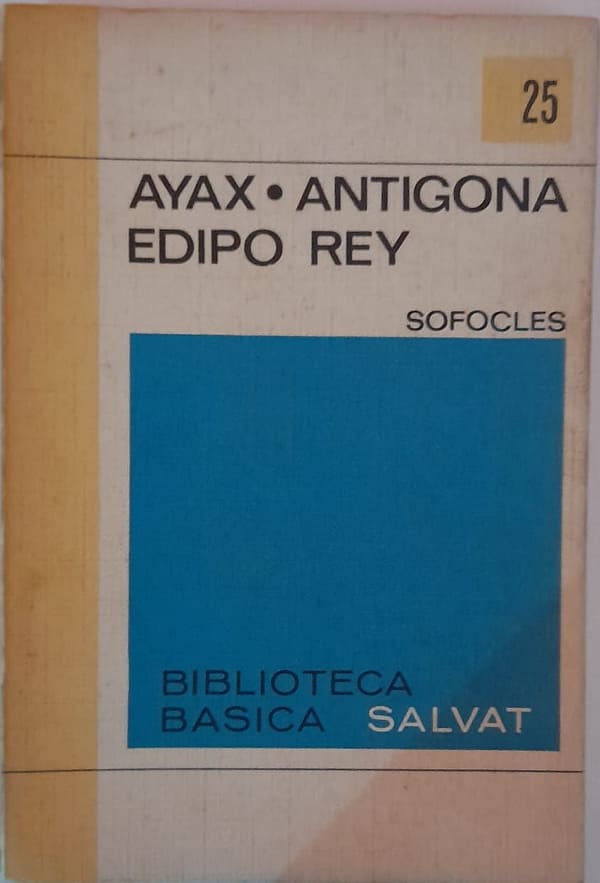 25
AYAX • ANTIGONA
EDIPO REY
SOFOCLES
BIBLIOTECA
BASICA SALVAT